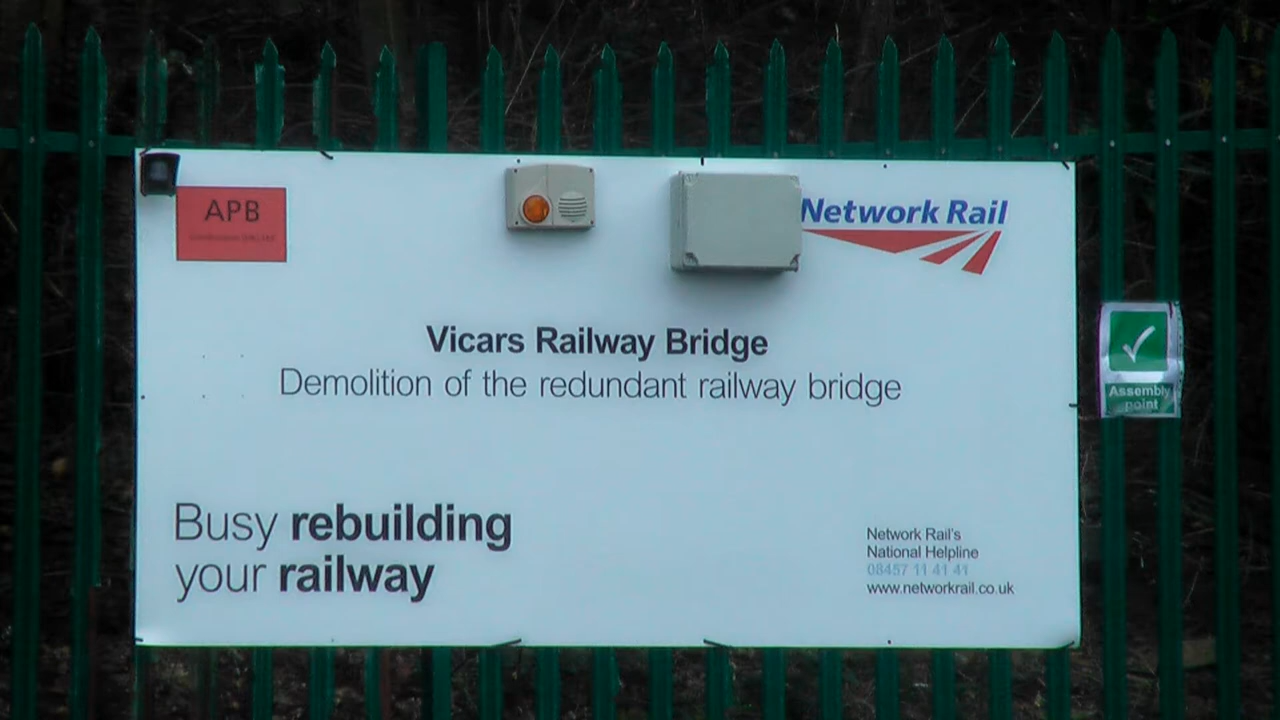 APB
Network Rail
Vicars Railway Bridge
Demolition of the redundant railway bridge
Busy rebuilding
your railway
Network Rail's
National Helpline
08457 11 41 41
www.networkrail.co.uk
Assembly
point